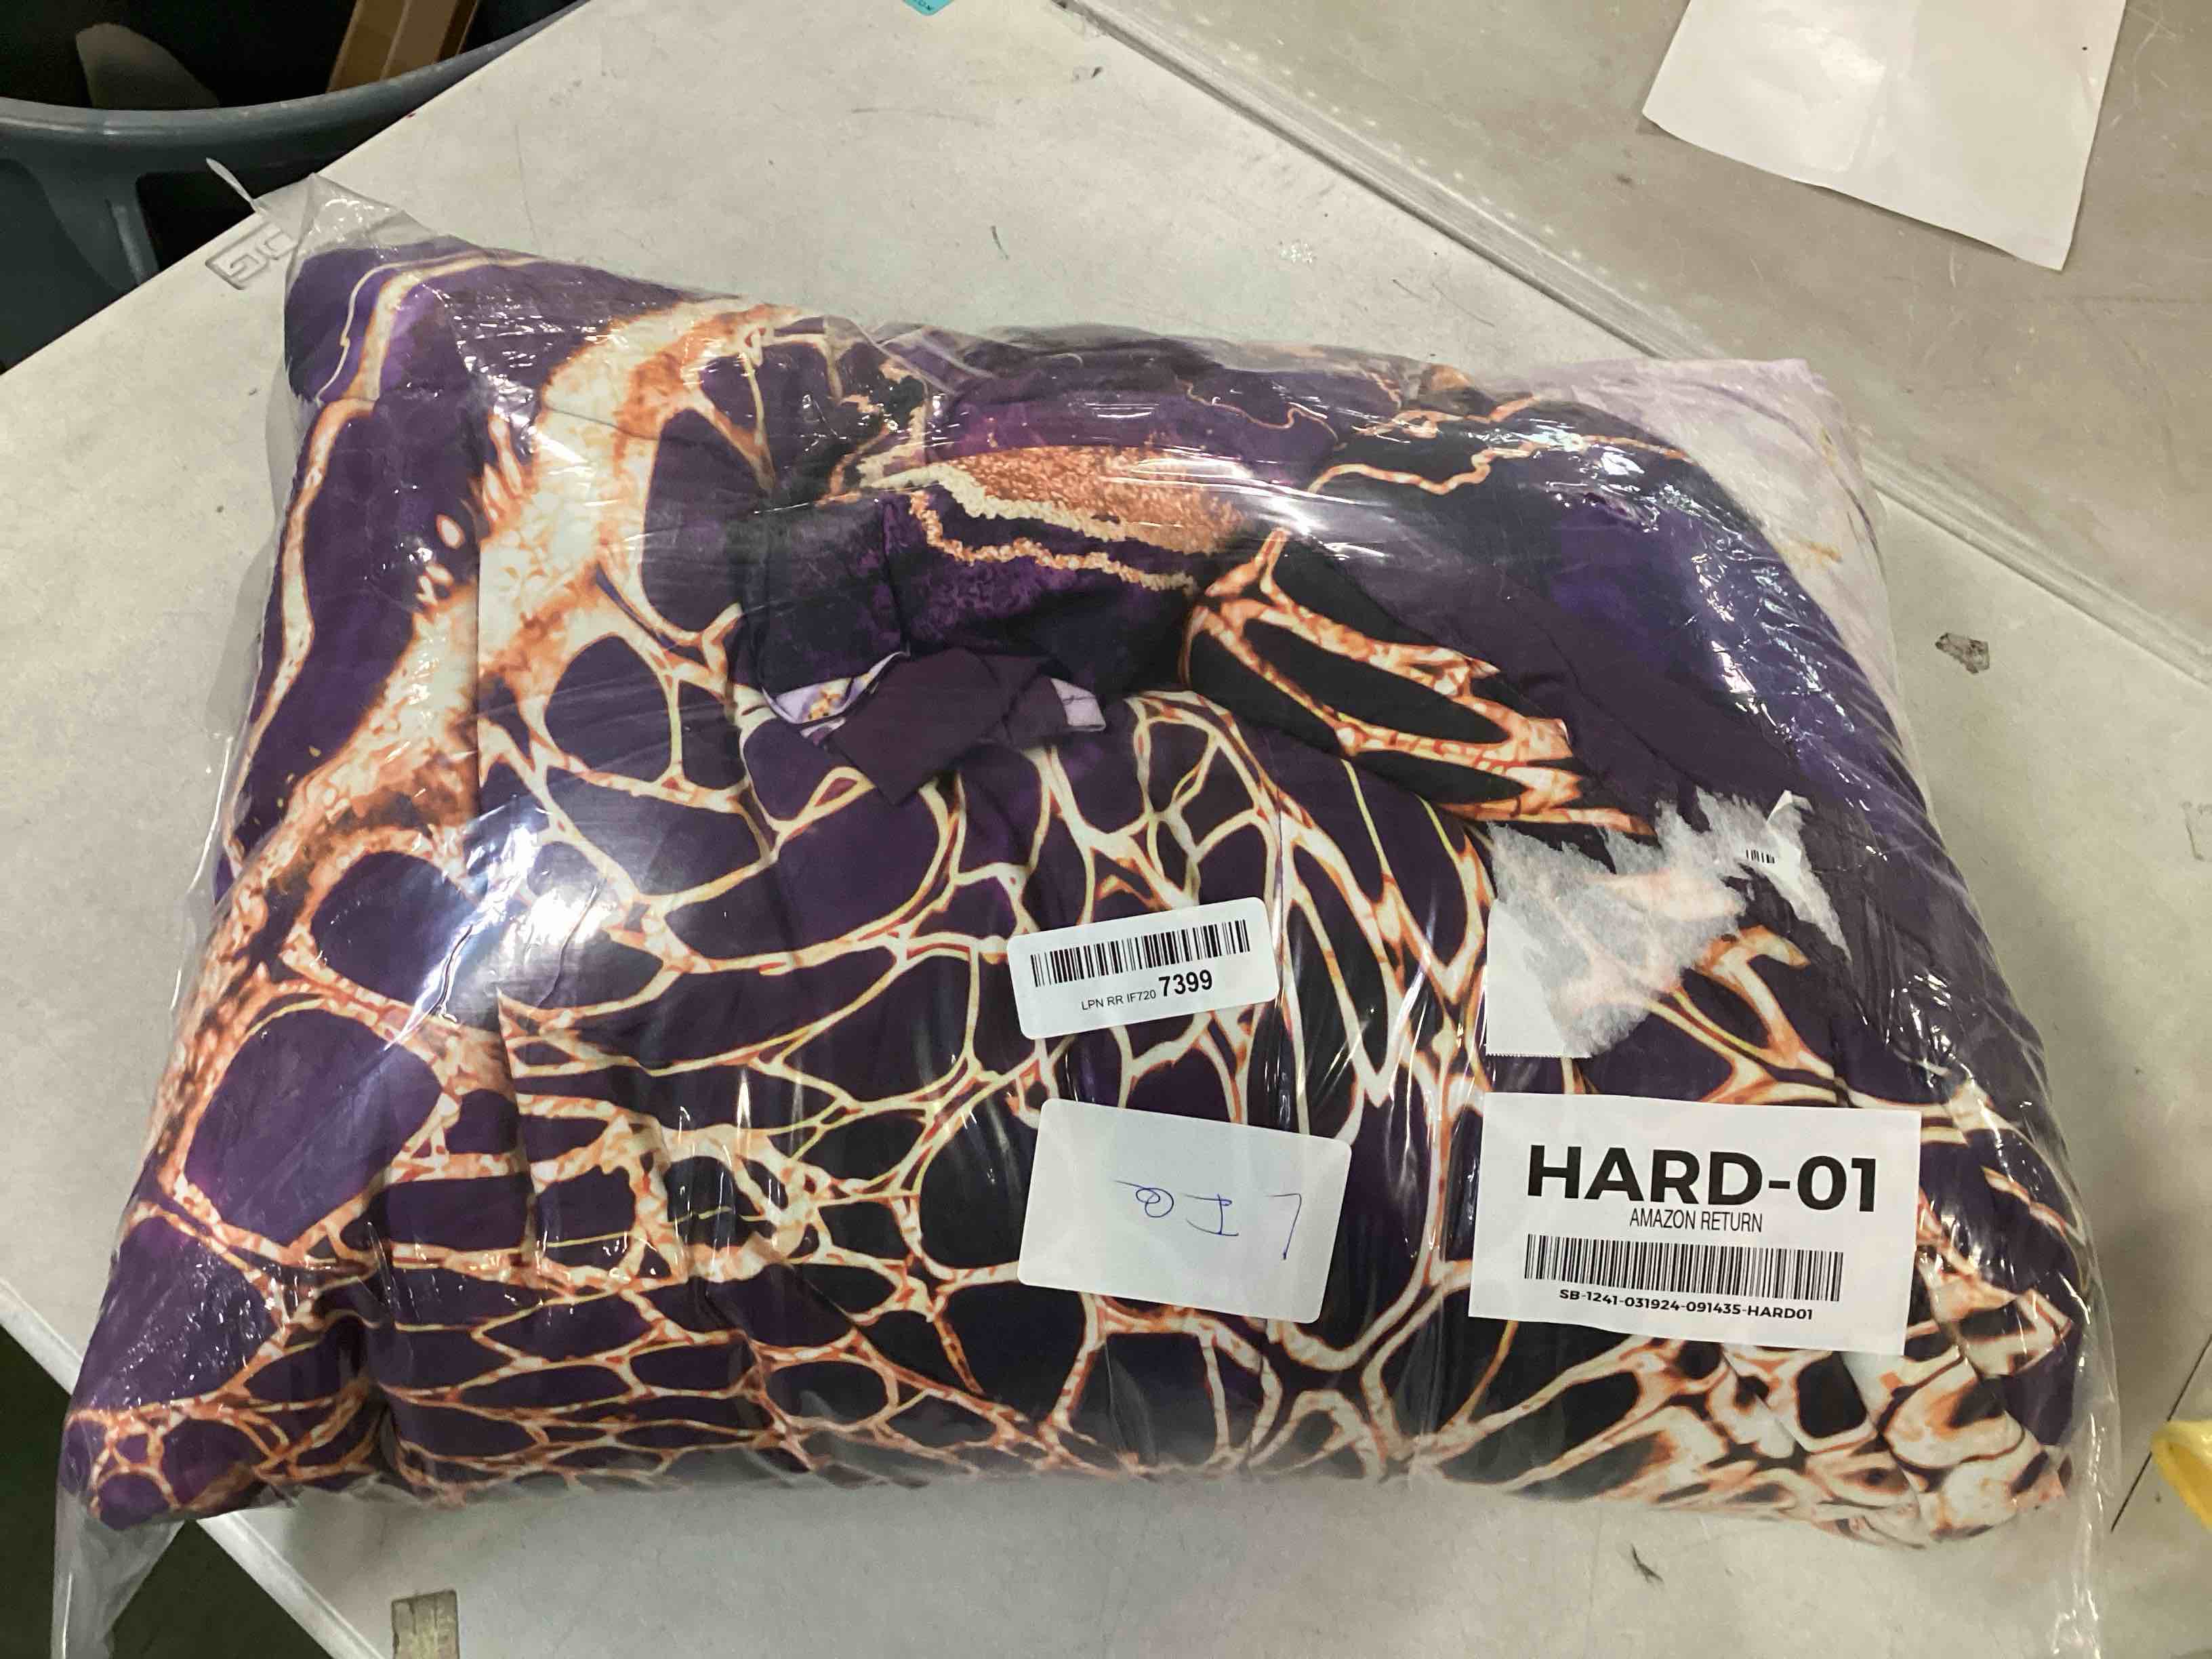 LPN RR IF720 7399
HARD-01
AMAZON RETURN
SB-1241-031924-091435-HARD01